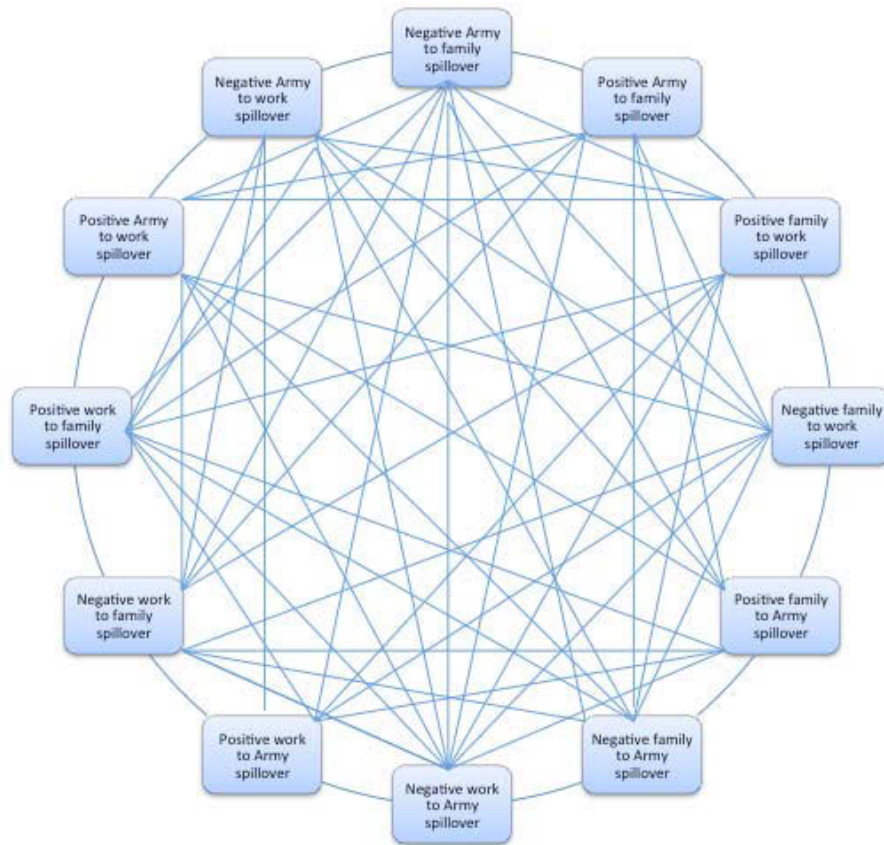 Negative Army
to family
spillover
Positive Army
to family
spillover
Positive family
to work
spillover
Negative family
to work
spillover
Positive family
to Army
spillover
Negative family
to Army
spillover
Negative work
to Army
spillover
Positive work
to Army
spillover
Negative work
to family
spillover
Positive work
to family
spillover
Positive Army
to work
spillover
Negative Army
to work
spillover